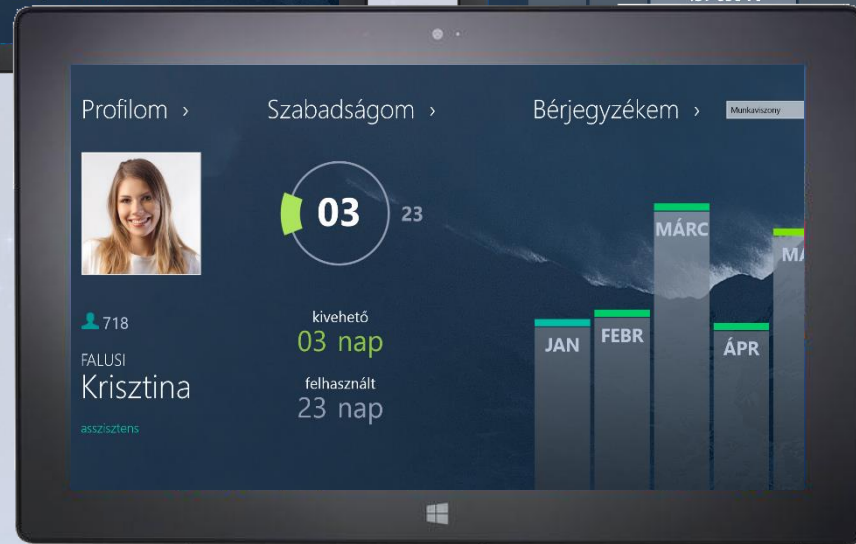 Profilom ›
Szabadságom ›
Bérjegyzékem ›
Munkaviszony
03
23
718
FALUSI
Krisztina
asszisztens
kivehető
03 nap
felhasznált
23 nap
JAN
FEBR
MÁRC
ÁPR